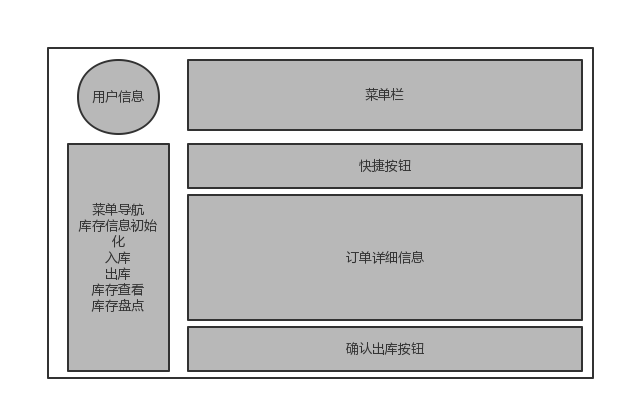 用户信息
菜单栏
菜单导航
库存信息初始
化
入库
出库
库存查看
库存盘点
快捷按钮
订单详细信息
确认出库按钮